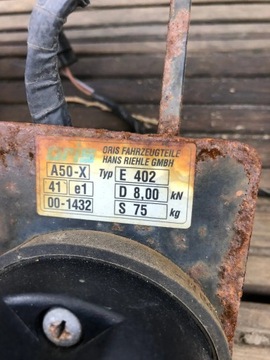 ORIS FAHRZEUGTEILE
HANS RIEHLE GMBH
A50-X Typ E 402
41 e1 D 8,00 kN
00-1432 S 75 kg